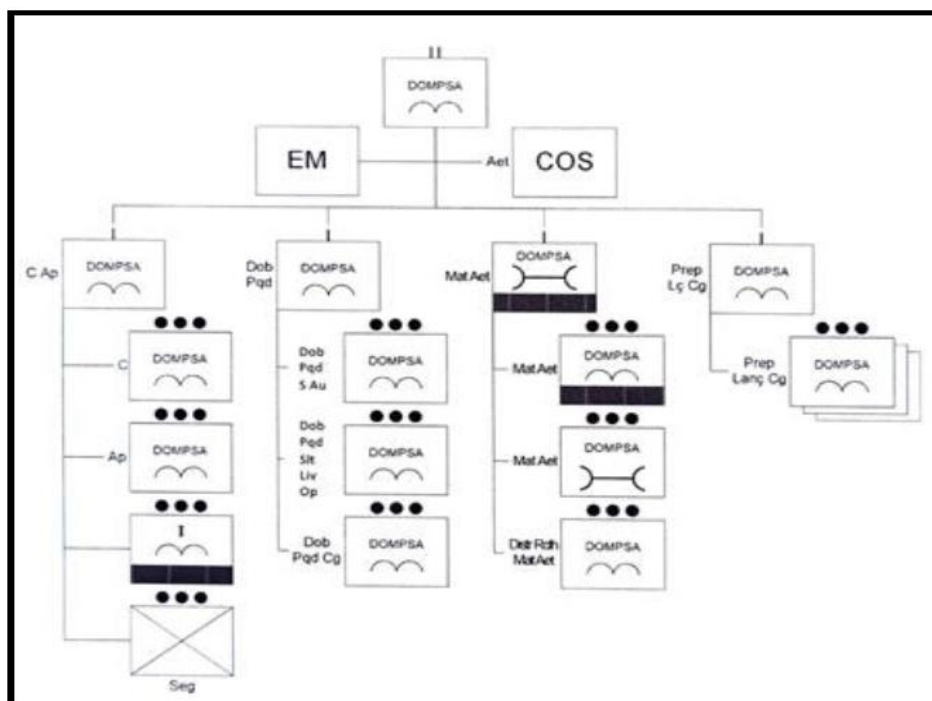 DOMPSA
EM
Aet
COS
C Ap
DOMPSA
Dob
Pqd
DOMPSA
Mat Aet
DOMPSA
Prep
Lç Cg
DOMPSA
C
DOMPSA
Ap
DOMPSA
I
Seg
Dob
Pqd
S Au
DOMPSA
Dob
Pqd
Slt
Liv
Op
DOMPSA
Dob
Pqd Cg
DOMPSA
Mat Aet
DOMPSA
Mat Aet
DOMPSA
Distr Rdh
Mat Aet
DOMPSA
Prep
Lanç Cg
DOMPSA